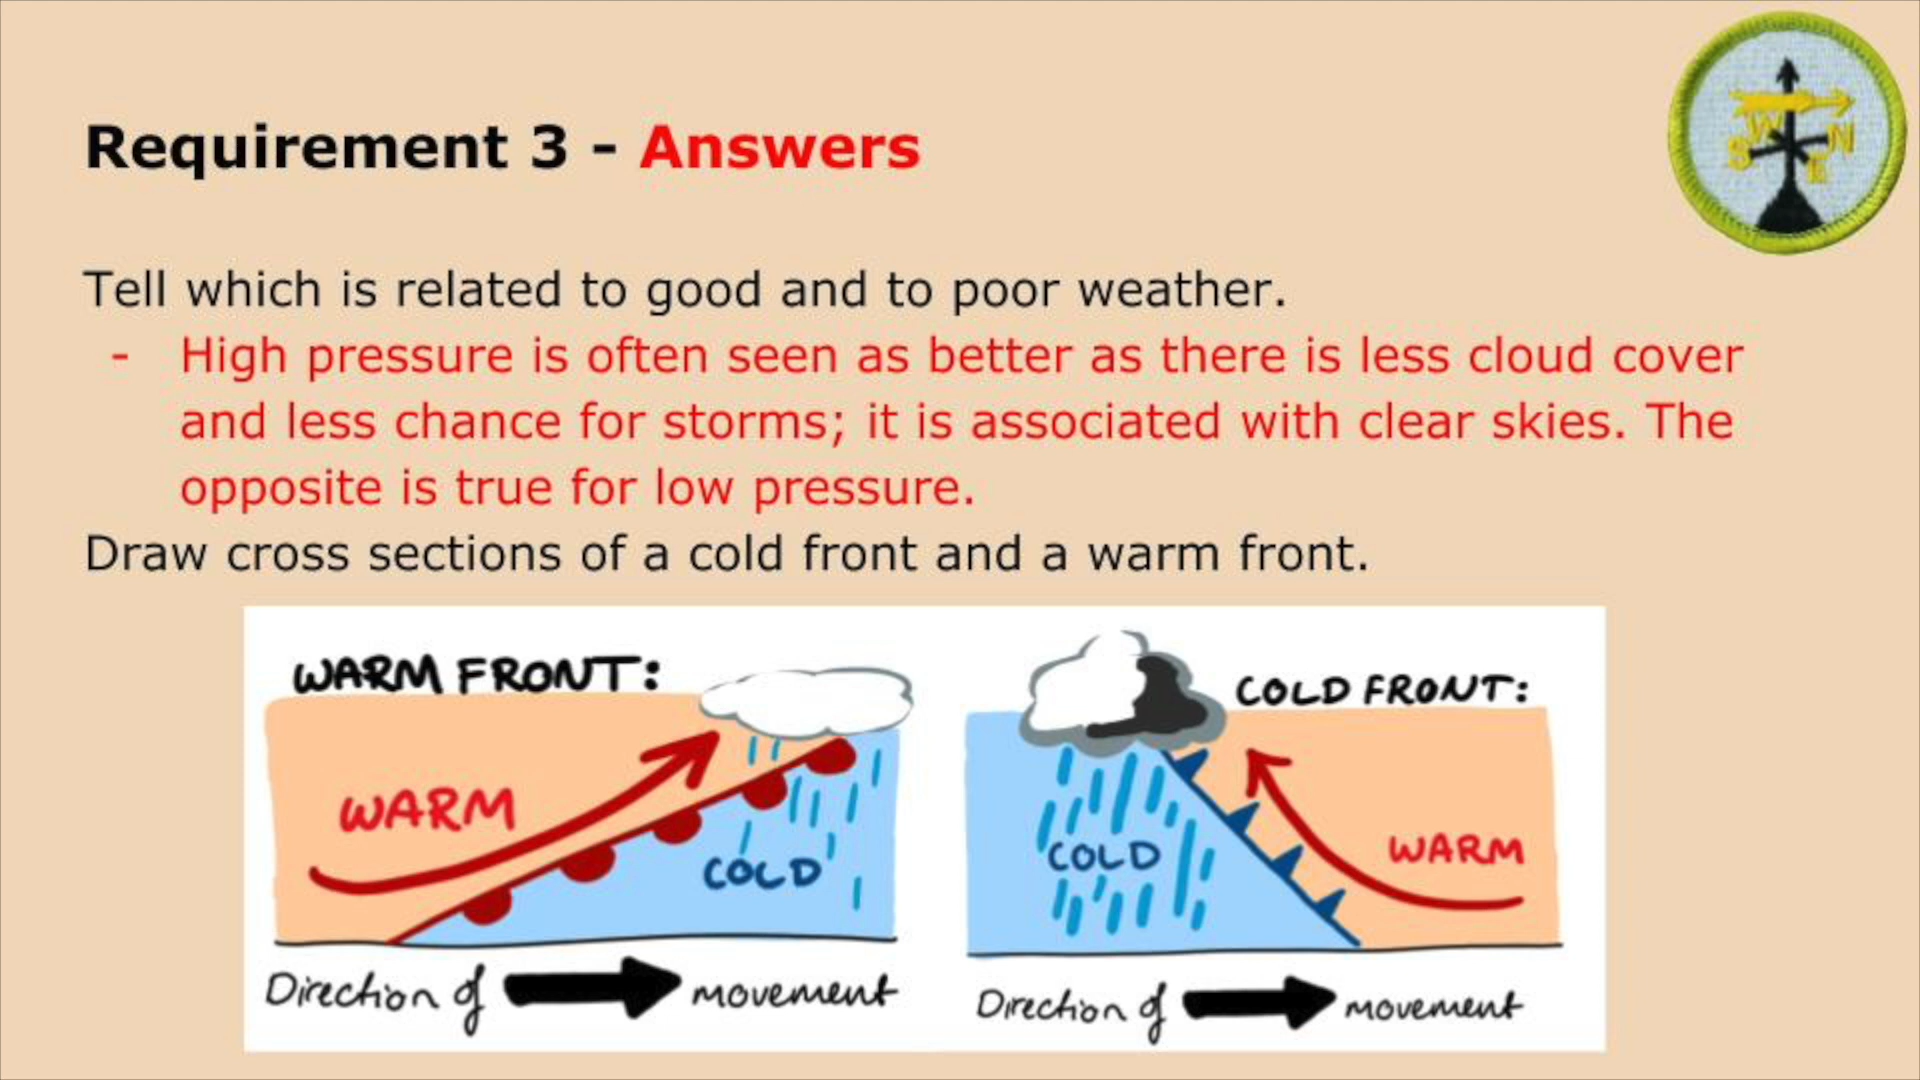 Requirement 3 - Answers
Tell which is related to good and to poor weather.
- High pressure is often seen as better as there is less cloud cover
and less chance for storms; it is associated with clear skies. The
opposite is true for low pressure.
Draw cross sections of a cold front and a warm front.
WARM FRONT:
WARM
COLD
Direction of movement
COLD FRONT:
COLD
WARM
Direction of movement
W
N
S
E